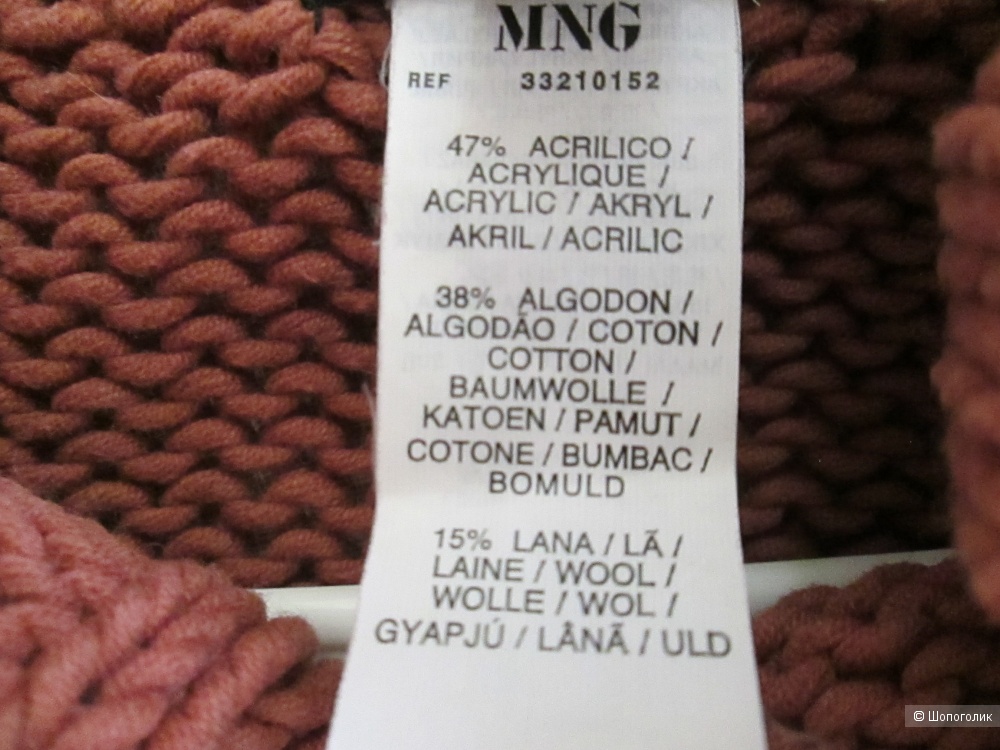 MNG
REF 33210152
47% ACRILICO /
ACRYLIQUE /
ACRYLIC / AKRYL /
AKRIL / ACRILIC
38% ALGODON /
ALGODÃO / COTON /
COTTON /
BAUMWOLLE /
KATOEN / PAMUT /
COTONE / BUMBAC /
BOMULD
15% LANA / LÃ /
LAINE / WOOL /
WOLLE / WOL /
GYAPJÚ / LÂNÃ / ULD
© Шопоголик